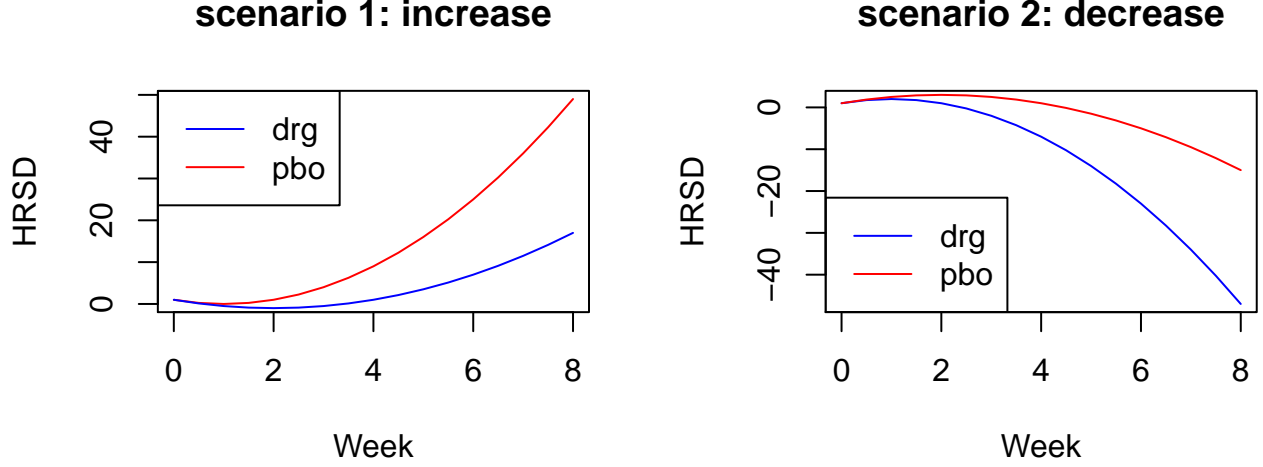 scenario 1: increase
HRSD
40
20
0
drg
pbo
0 2 4 6 8
Week
scenario 2: decrease
HRSD
0
−20
−40
drg
pbo
0 2 4 6 8
Week